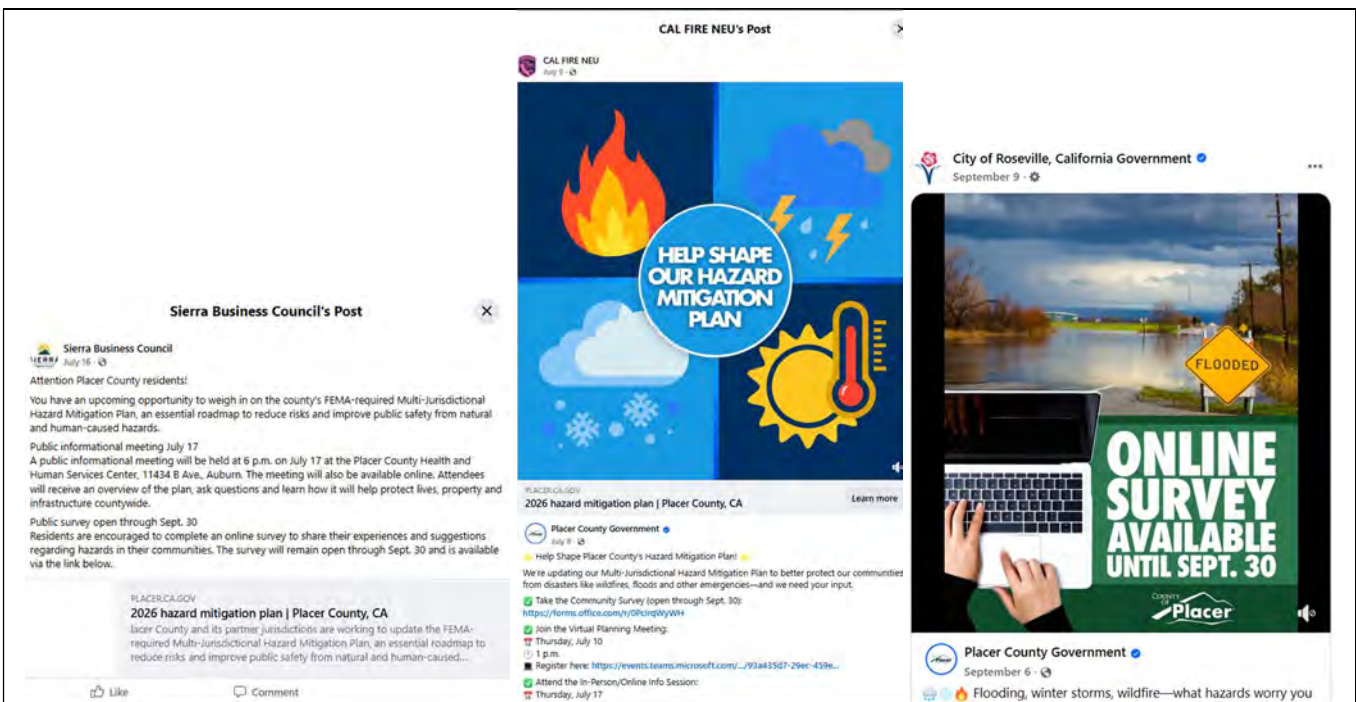 Sierra Business Council's Post
Sierra Business Council
SIERRA
July 16
Attention Placer County residents!
You have an upcoming opportunity to weigh in on the county's FEMA-required Multi-Jurisdictional
Hazard Mitigation Plan, an essential roadmap to reduce risks and improve public safety from natural
and human-caused hazards.
Public informational meeting July 17
A public informational meeting will be held at 6 p.m. on July 17 at the Placer County Health and
Human Services Center, 11434 B Ave., Auburn. The meeting will also be available online. Attendees
will receive an overview of the plan, ask questions and learn how it will help protect lives, property and
infrastructure countywide.
Public survey open through Sept. 30
Residents are encouraged to complete an online survey to share their experiences and suggestions
regarding hazards in their communities. The survey will remain open through Sept. 30 and is available
via the link below.
PLACER.CA.GOV
2026 hazard mitigation plan | Placer County, CA
lacer County and its partner jurisdictions are working to update the FEMA-
required Multi-Jurisdictional Hazard Mitigation Plan, an essential roadmap to
reduce risks and improve public safety from natural and human-caused...
Like
Comment
CAL FIRE NEU's Post
CAL FIRE NEU
July 9
HELP SHAPE
OUR HAZARD
MITIGATION
PLAN
PLACER.CA.GOV
2026 hazard mitigation plan | Placer County, CA
Learn more
Placer County Government
July 8
Help Shape Placer County's Hazard Mitigation Plan!
We're updating our Multi-Jurisdictional Hazard Mitigation Plan to better protect our communities
from disasters like wildfires, floods and other emergencies—and we need your input.
Take the Community Survey (open through Sept. 30):
Join the Virtual Planning Meeting:
Thursday, July 10
1 p.m.
Register here: https://events.teams.microsoft.com/.../93a435d7-29ec-459e...
Attend the In-Person/Online Info Session:
Thursday, July 17
City of Roseville, California Government
September 9
FLOODED
ONLINE
SURVEY
AVAILABLE
UNTIL SEPT. 30
COUNTY
OF
Placer
Placer County Government
September 6
Flooding, winter storms, wildfire—what hazards worry you